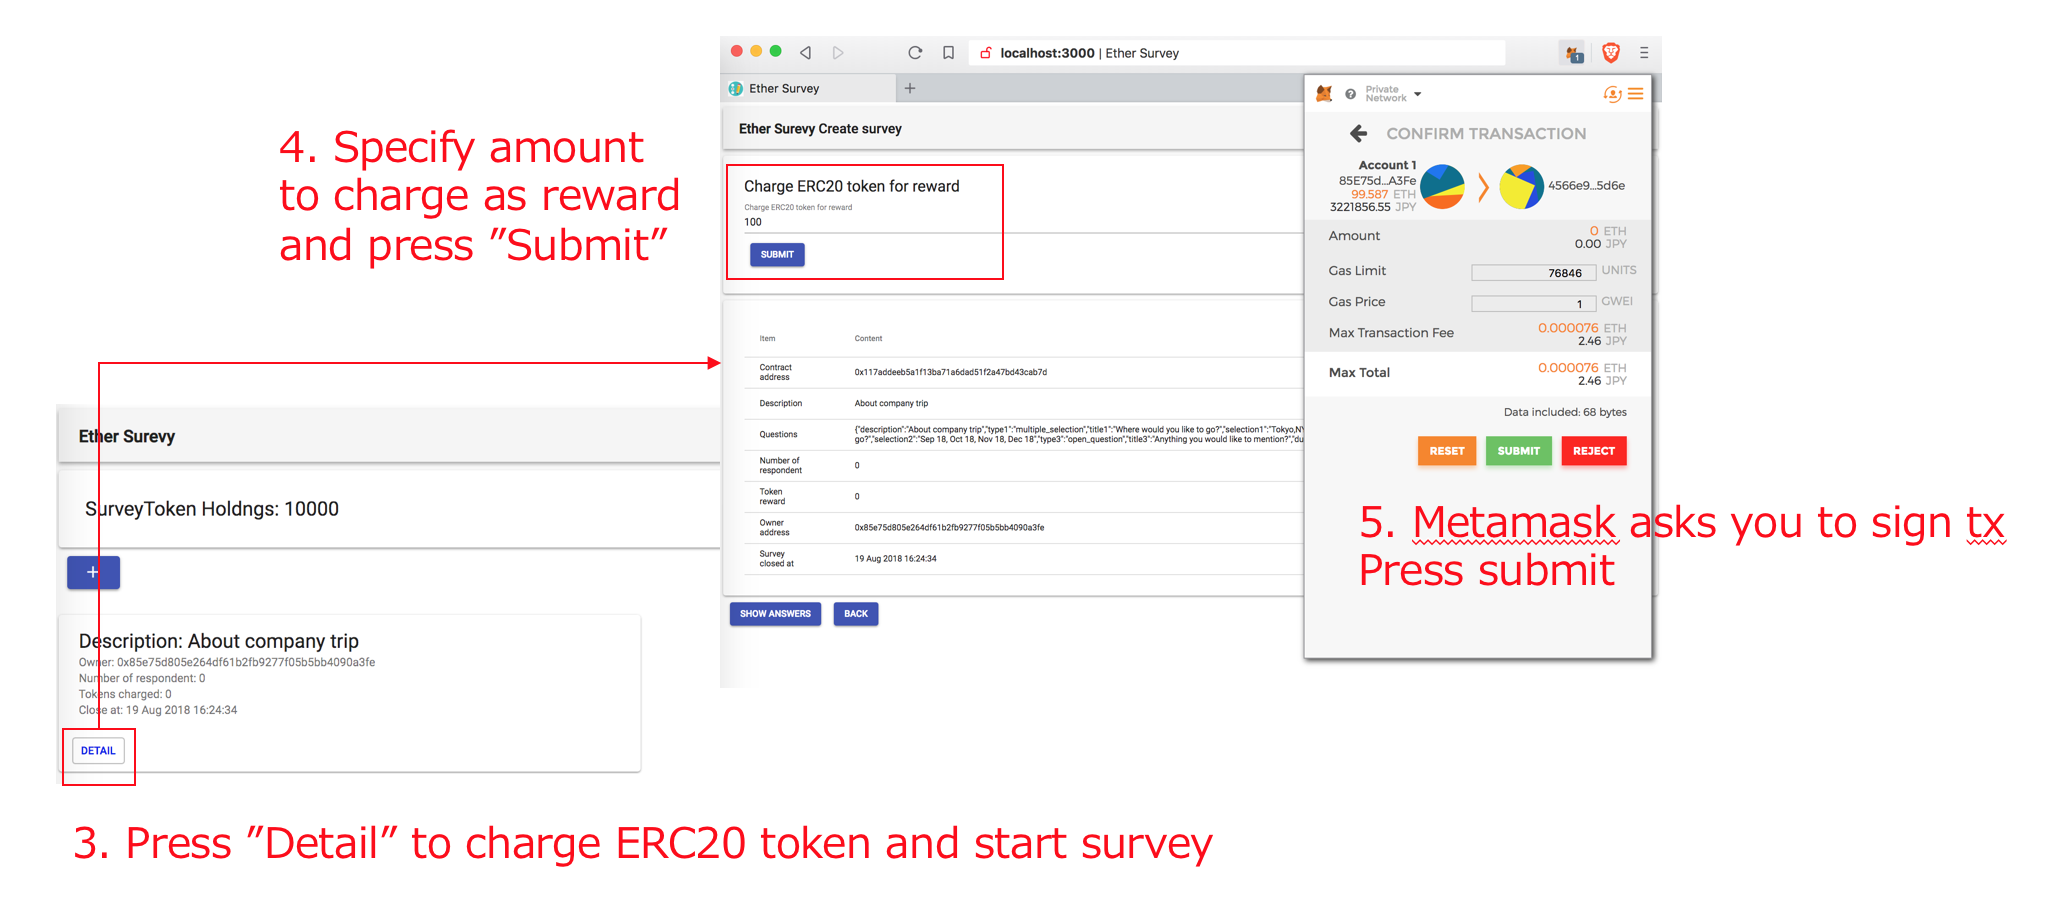 4. Specify amount
to charge as reward
and press ”Submit”
localhost:3000 | Ether Survey
1
Ether Survey
+
Ether Surevy Create survey
Charge ERC20 token for reward
Charge ERC20 token for reward
100
SUBMIT
Item Content
Contract
address
0x117addeeb5a1f13ba71a6dad51f2a47bd43cab7d
Description About company trip
Questions
{"description":"About company trip","type1":"multiple_selection","title1":"Where would you like to go?","selection1":"Tokyo,NY
go?","selection2":"Sep 18, Oct 18, Nov 18, Dec 18","type3":"open_question","title3":"Anything you would like to mention?","du
Number of
respondent
0
Token
reward
0
Owner
address
0x85e75d805e264df61b2fb9277f05b5bb4090a3fe
Survey
closed at
19 Aug 2018 16:24:34
SHOW ANSWERS BACK
Private
Network
CONFIRM TRANSACTION
Account 1
85E75d...A3Fe
99.587 ETH
3221856.55 JPY
4566e9...5d6e
Amount 0 ETH
0.00 JPY
Gas Limit 76846 UNITS
Gas Price 1 GWEI
Max Transaction Fee 0.000076 ETH
2.46 JPY
Max Total 0.000076 ETH
2.46 JPY
Data included: 68 bytes
RESET SUBMIT REJECT
5. Metamask asks you to sign tx
Press submit
Ether Surevy
SurveyToken Holdngs: 10000
+
Description: About company trip
Owner: 0x85e75d805e264df61b2fb9277f05b5bb4090a3fe
Number of respondent: 0
Tokens charged: 0
Close at: 19 Aug 2018 16:24:34
DETAIL
3. Press ”Detail” to charge ERC20 token and start survey